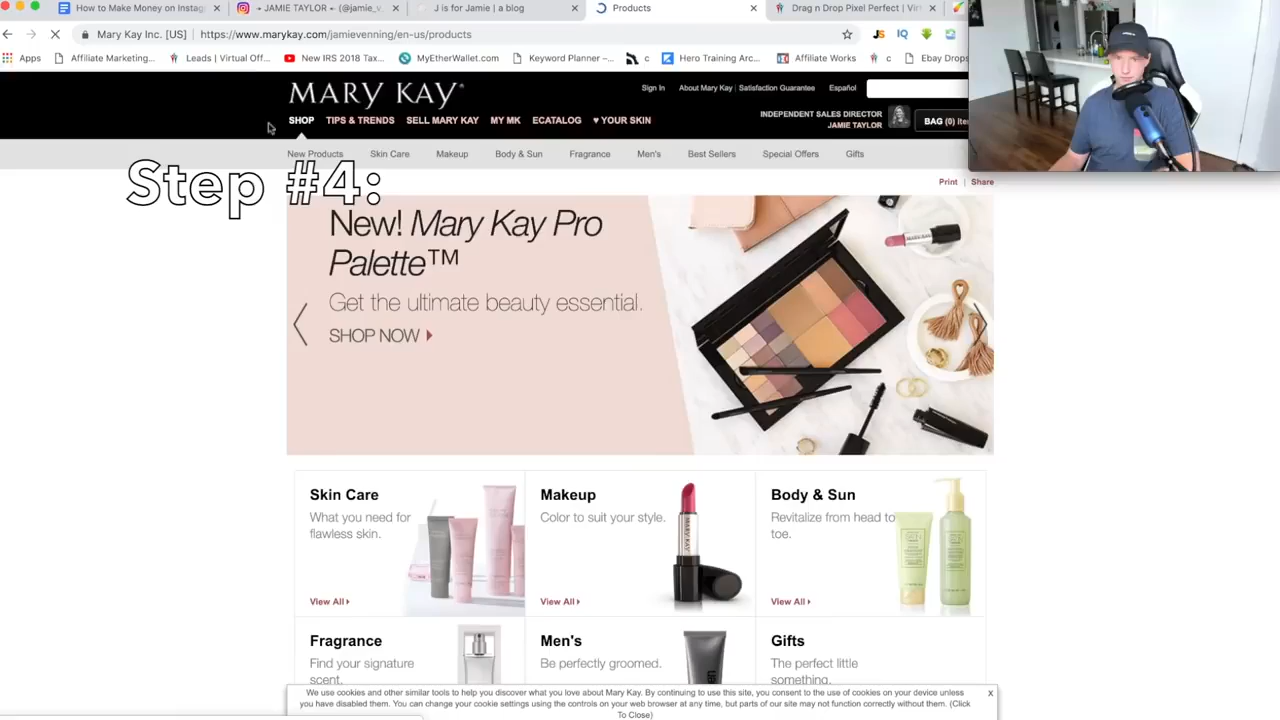 How to Make Money on Instag
JAMIE TAYLOR
(@jamie_v_
J is for Jamie | a blog
Products
Drag n Drop Pixel Perfect | Virt
Mary Kay Inc. [US]
https://www.marykay.com/jamievenning/en-us/products
JS
IQ
Apps
Affiliate Marketing...
Leads | Virtual Off...
New IRS 2018 Tax...
MyEtherWallet.com
Keyword Planner –...
c
Hero Training Arc...
Affiliate Works
c
Ebay Drops
MARY KAY®
Sign In
About Mary Kay | Satisfaction Guarantee
Español
SHOP
TIPS & TRENDS
SELL MARY KAY
MY MK
ECATALOG
♥ YOUR SKIN
INDEPENDENT SALES DIRECTOR
JAMIE TAYLOR
BAG (0) ite
New Products
Skin Care
Makeup
Body & Sun
Fragrance
Men's
Best Sellers
Special Offers
Gifts
Step #4:
Print | Share
New! Mary Kay Pro
Palette™
Get the ultimate beauty essential.
SHOP NOW
Skin Care
What you need for
flawless skin.
View All
Makeup
Color to suit your style.
View All
Body & Sun
Revitalize from head to
toe.
View All
Fragrance
Find your signature
scent.
Men's
Be perfectly groomed.
Gifts
The perfect little
something.
We use cookies and other similar tools to help you discover what you love about Mary Kay. By continuing to use this site, you consent to the use of cookies on your device unless
you have disabled them. You can change your cookie settings using the controls on your web browser at any time, but parts of our site may not function correctly without them. (Click
To Close)
x